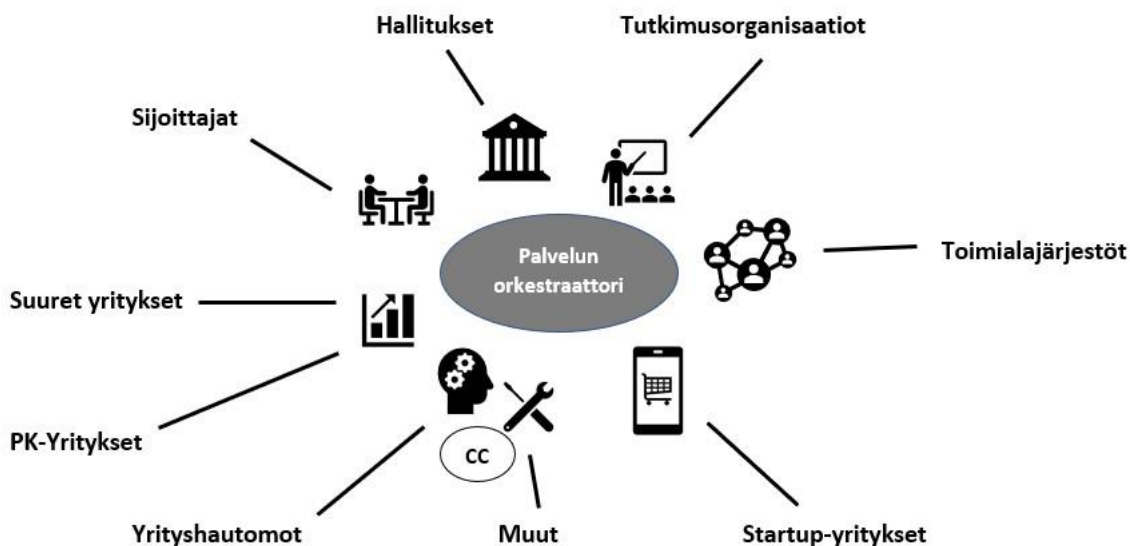 Hallitukset
Tutkimusorganisaatiot
Sijoittajat
Palvelun
orkestraattori
Toimialajärjestöt
Suuret yritykset
PK-Yritykset
CC
Yrityshautomot
Muut
Startup-yritykset